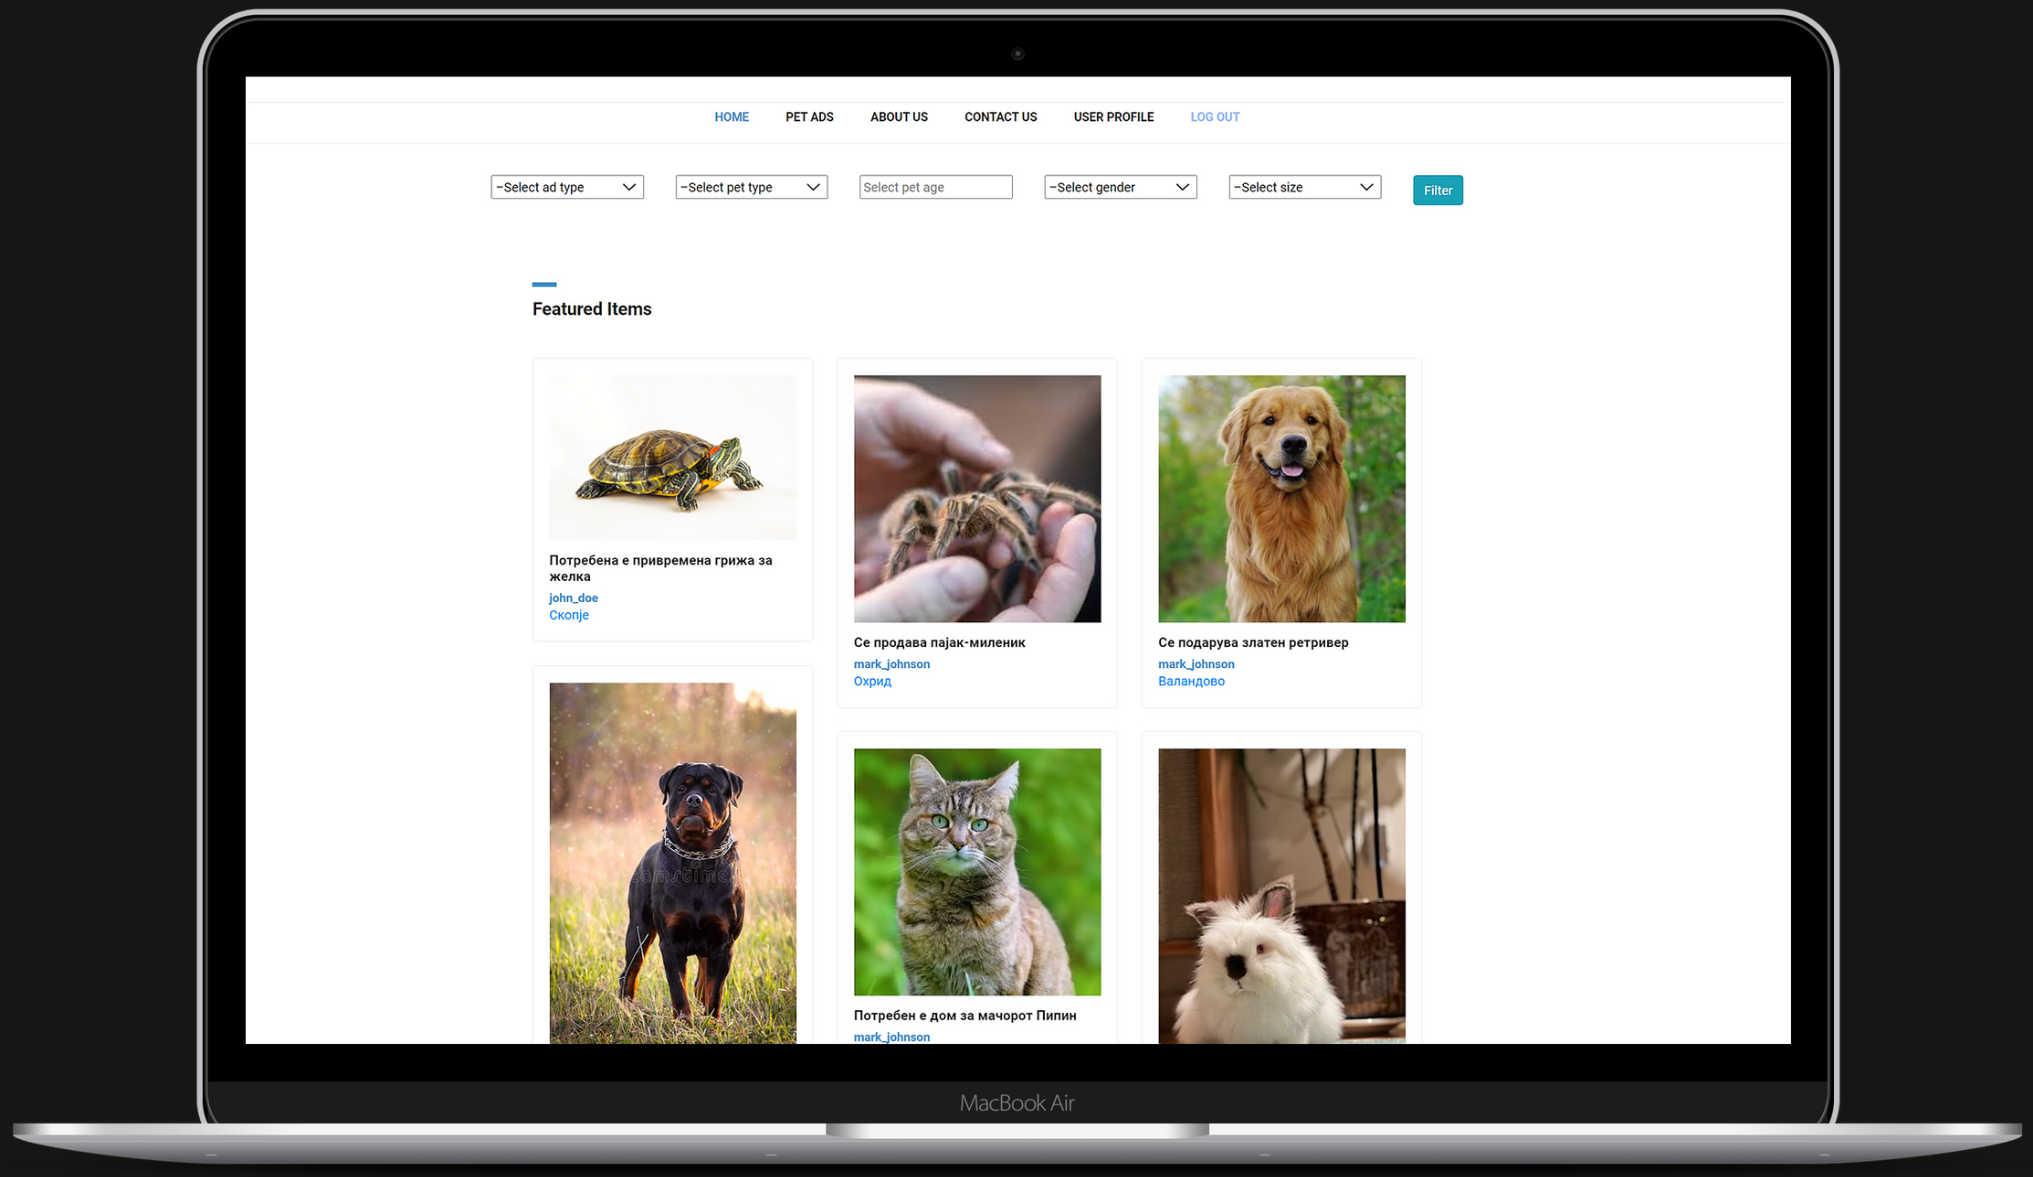 HOME PET ADS ABOUT US CONTACT US USER PROFILE LOG OUT
–Select ad type –Select pet type Select pet age –Select gender –Select size Filter
Featured Items
Потребена е привремена грижа за
желка
john_doe
Скопје
Се продава пајак-миленик
mark_johnson
Охрид
Се подарува златен ретривер
mark_johnson
Валандово
Потребен е дом за мачорот Пипин
mark_johnson
MacBook Air